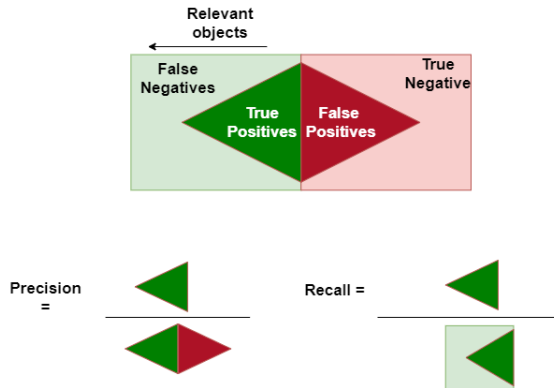 Relevant
objects
False
Negatives
True
Negative
True
Positives
False
Positives
Precision
=
Recall =